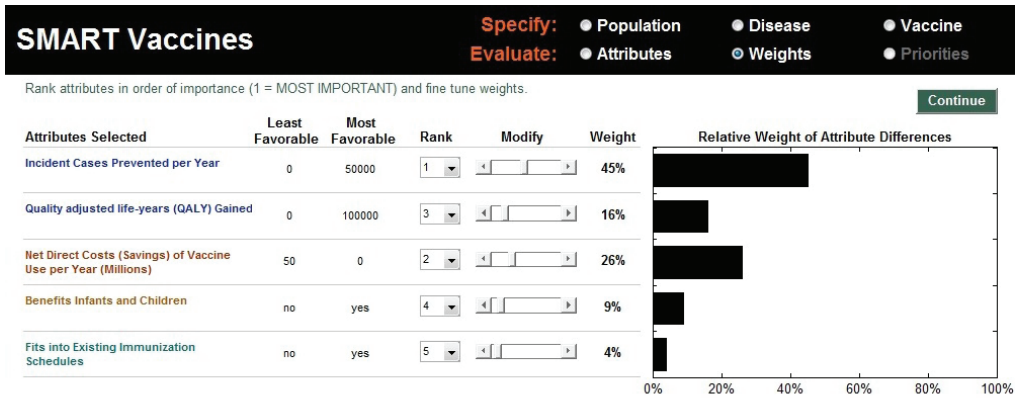 SMART Vaccines
Specify: Population Disease Vaccine
Evaluate: Attributes Weights Priorities
Rank attributes in order of importance (1 = MOST IMPORTANT) and fine tune weights.
Continue
Attributes Selected Least Favorable Most Favorable Rank Modify Weight Relative Weight of Attribute Differences
Incident Cases Prevented per Year 0 50000 1 45%
Quality adjusted life-years (QALY) Gained 0 100000 3 16%
Net Direct Costs (Savings) of Vaccine
Use per Year (Millions) 50 0 2 26%
Benefits Infants and Children no yes 4 9%
Fits into Existing Immunization
Schedules no yes 5 4%
0% 20% 40% 60% 80% 100%